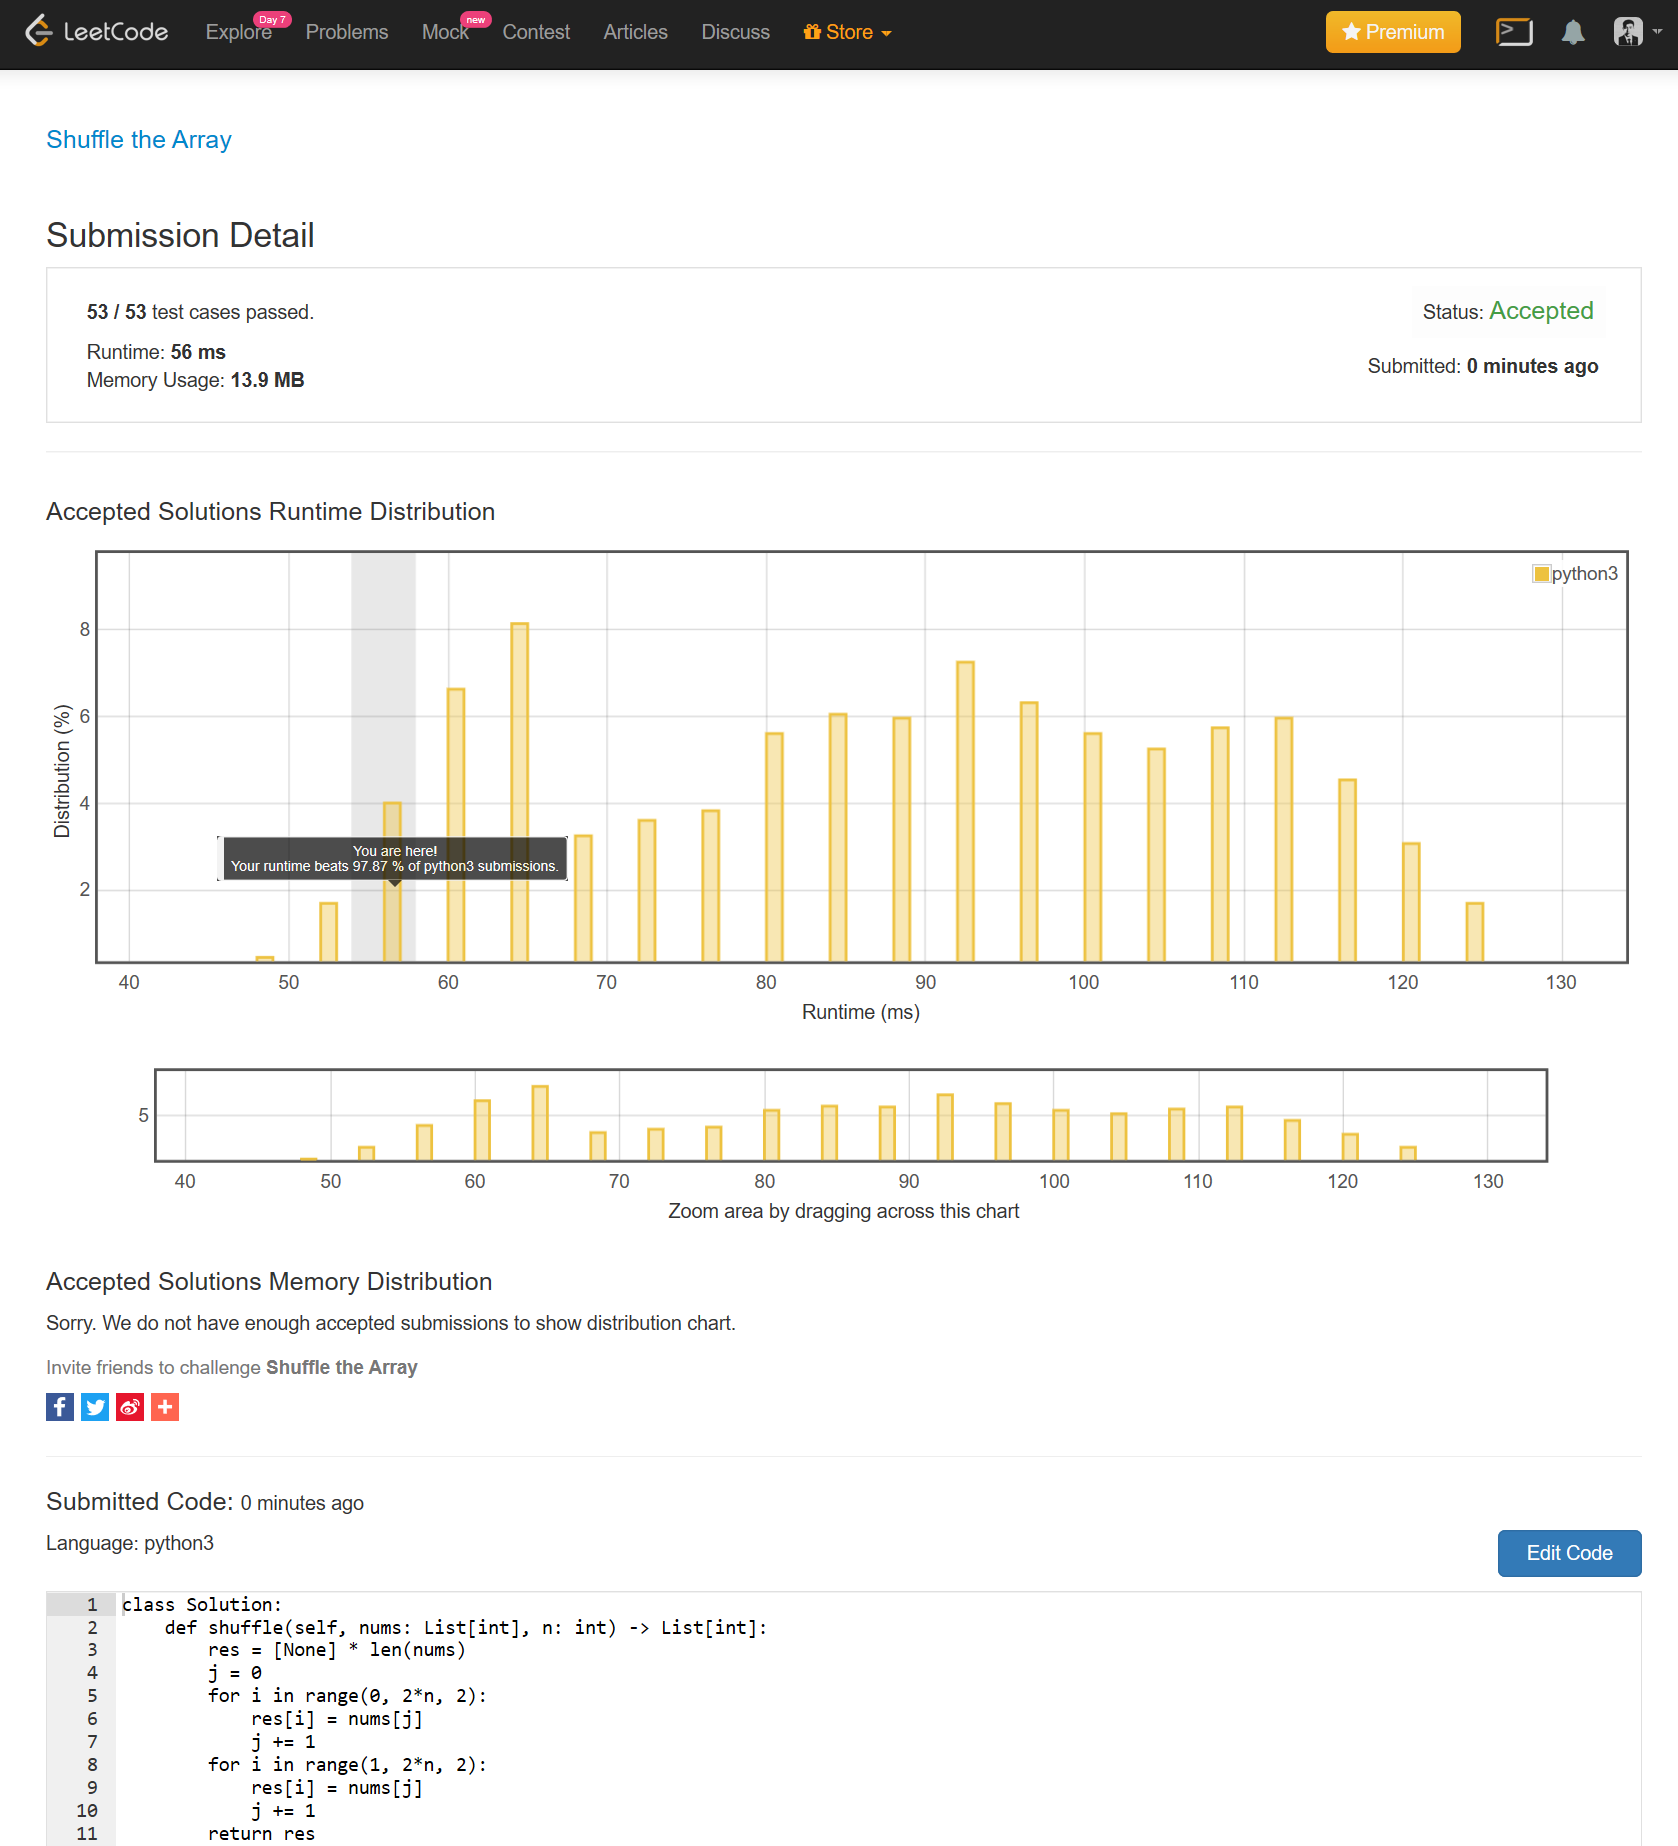 LeetCode Explore Day 7 Problems Mock new Contest Articles Discuss Store Premium
Shuffle the Array
Submission Detail
53 / 53 test cases passed.
Status: Accepted
Runtime: 56 ms
Submitted: 0 minutes ago
Memory Usage: 13.9 MB
Accepted Solutions Runtime Distribution
python3
8
6
4
2
Distribution (%)
You are here!
Your runtime beats 97.87 % of python3 submissions.
40 50 60 70 80 90 100 110 120 130
Runtime (ms)
5
40 50 60 70 80 90 100 110 120 130
Zoom area by dragging across this chart
Accepted Solutions Memory Distribution
Sorry. We do not have enough accepted submissions to show distribution chart.
Invite friends to challenge Shuffle the Array
Submitted Code: 0 minutes ago
Language: python3
Edit Code
1 class Solution:
2     def shuffle(self, nums: List[int], n: int) -> List[int]:
3         res = [None] * len(nums)
4         j = 0
5         for i in range(0, 2*n, 2):
6             res[i] = nums[j]
7             j += 1
8         for i in range(1, 2*n, 2):
9             res[i] = nums[j]
10             j += 1
11         return res